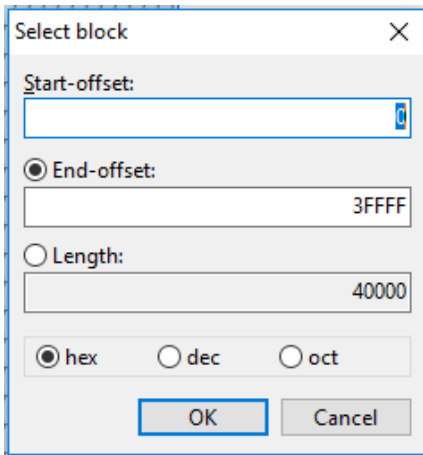 Select block
Start-offset:
0
End-offset:
3FFFF
Length:
40000
hex dec oct
OK Cancel